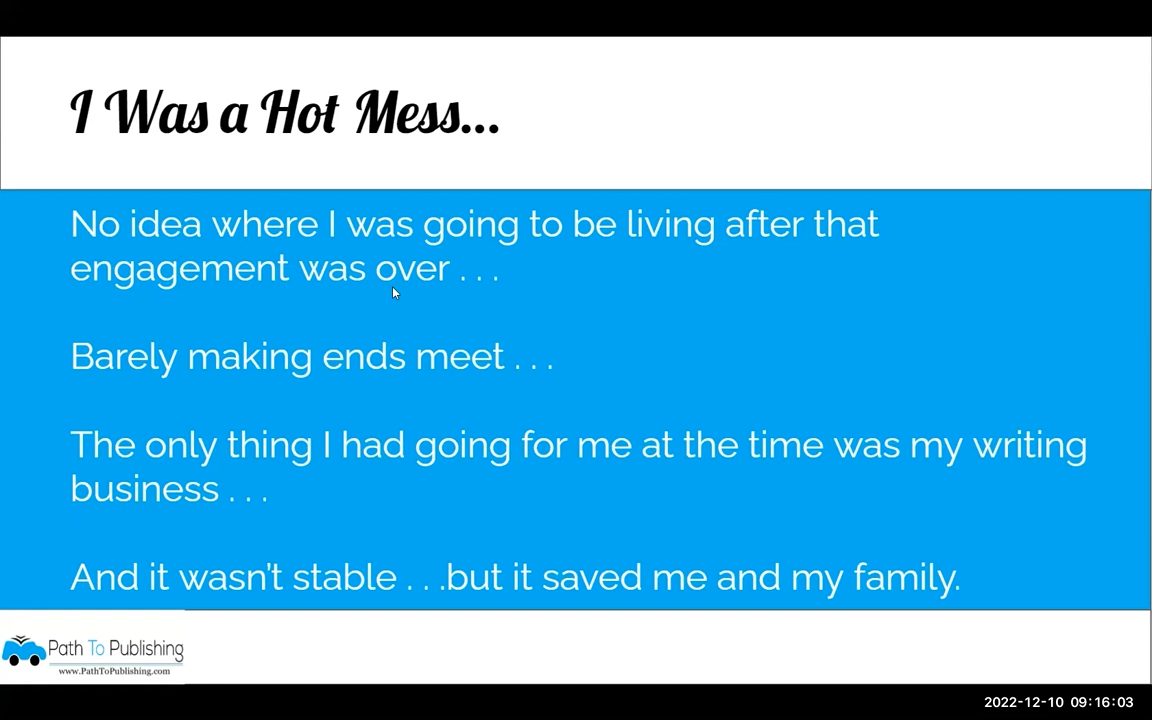 I Was a Hot Mess...
No idea where I was going to be living after that
engagement was over . . .
Barely making ends meet . . .
The only thing I had going for me at the time was my writing
business . . .
And it wasn't stable . . .but it saved me and my family.
Path To Publishing
www.PathToPublishing.com
2022-12-10 09:16:03